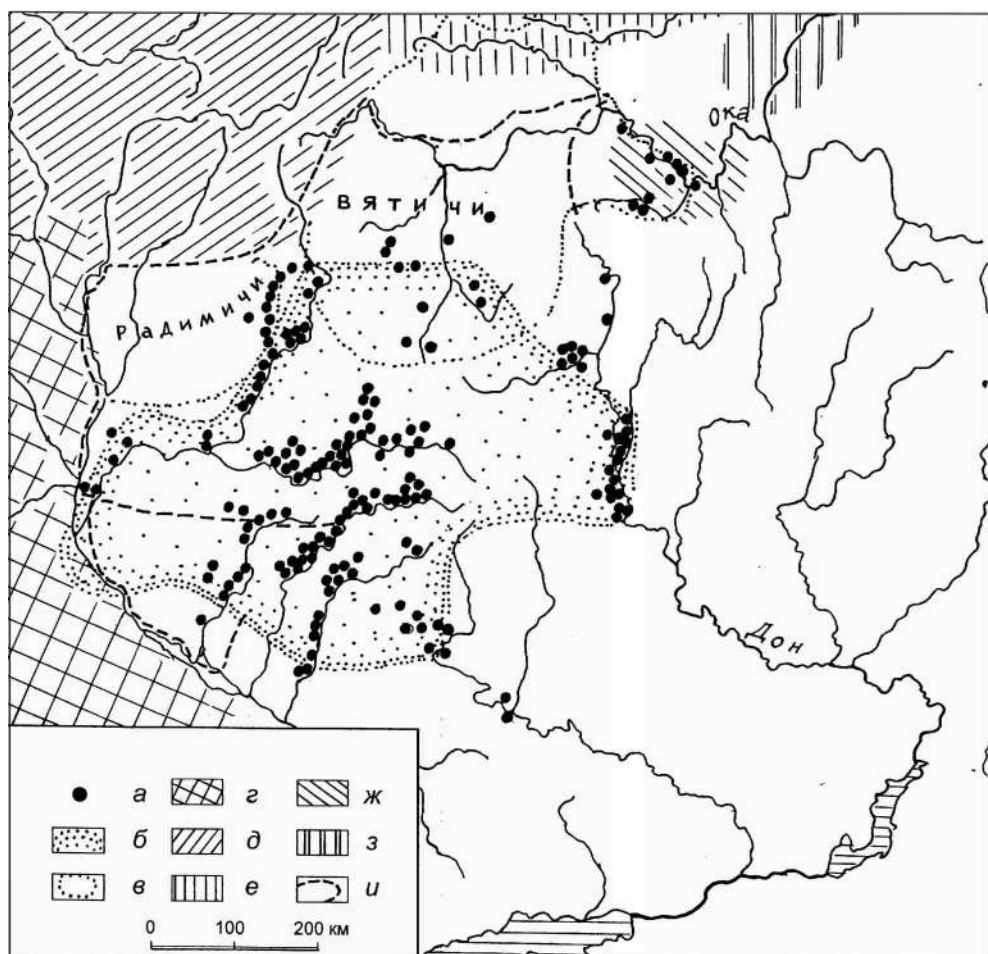 Ока
Вятичи
Радимичи
Дон
а г ж
б д з
в е и
0 100 200 км